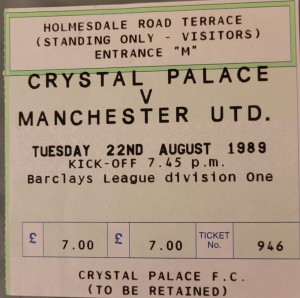 HOLMESDALE ROAD TERRACE
(STANDING ONLY - VISITORS)
ENTRANCE "M"
CRYSTAL PALACE
V
MANCHESTER UTD.
TUESDAY 22ND AUGUST 1989
KICK-OFF 7.45 p.m.
Barclays League division One
£ 7.00 £ 7.00 TICKET No. 946
CRYSTAL PALACE F.C.
(TO BE RETAINED)